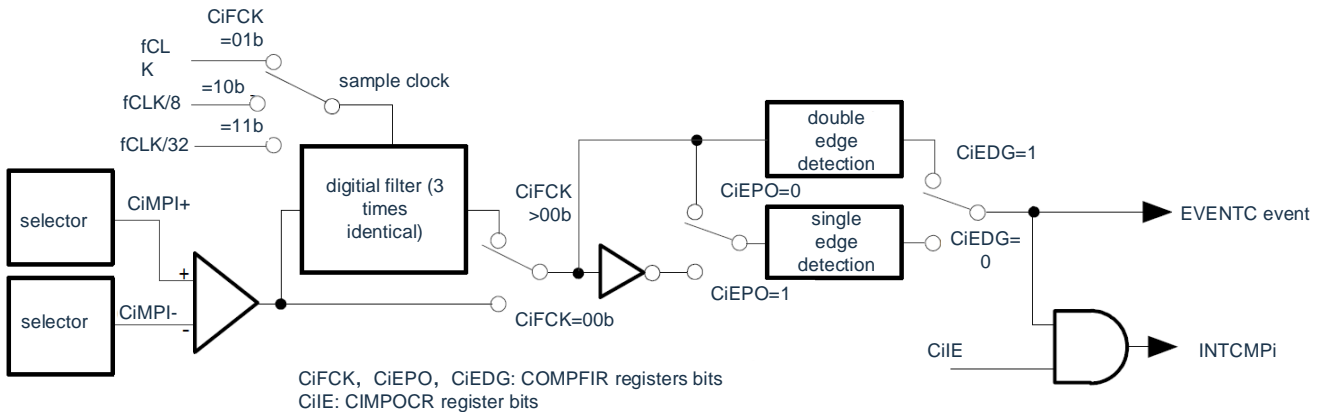 CiFCK
=01b
fCL
K
sample clock
=10b
fCLK/8
=11b
fCLK/32
double
edge
detection
CiEDG=1
digitial filter (3
times
identical)
CiFCK
>00b
CiEPO=0
selector
CiMPI+
single
edge
detection
EVENTC event
CiEDG=
0
+
CiEPO=1
selector
CiMPI-
-
CiFCK=00b
CiIE
INTCMPi
CiFCK, CiEPO, CiEDG: COMPFIR registers bits
CiIE: CIMPOCR register bits